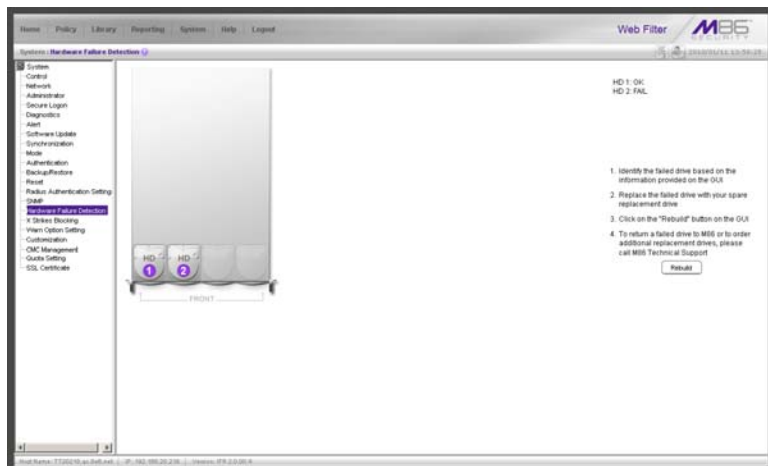 Home Policy Library Reporting System Help Logout
Web Filter
M86
SECURITY
System : Hardware Failure Detection
System
Control
Network
Administrator
Secure Logon
Diagnostics
Alert
Software Update
Synchronization
Mode
Authentication
Backup/Restore
Reset
Radius Authentication Setting
SNMP
Hardware Failure Detection
X Strikes Blocking
Warn Option Setting
Customization
CMC Management
Quota Setting
SSL Certificate
HD HD
1 2
FRONT
HD 1: OK
HD 2: FAIL
1. Identify the failed drive based on the
information provided on the GUI
2. Replace the failed drive with your spare
replacement drive
3. Click on the "Rebuild" button on the GUI
4. To return a failed drive to M86 or to order
additional replacement drives, please
call M86 Technical Support
Rebuild
Host Name: